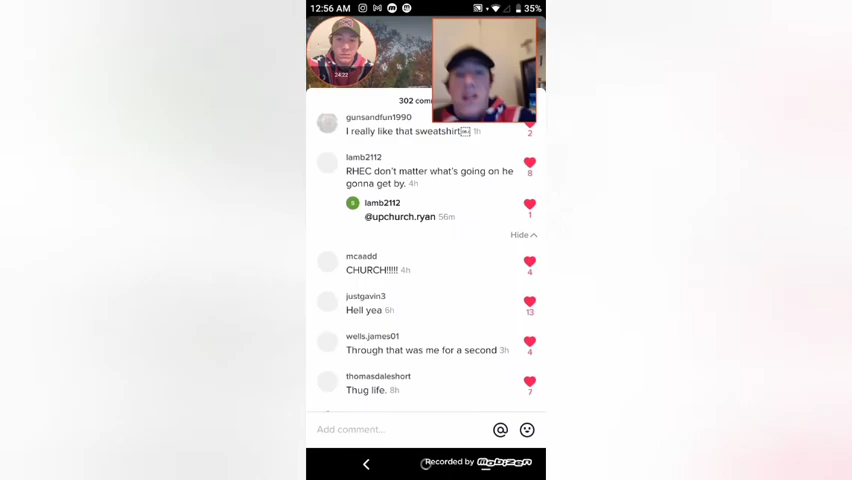 12:56 AM
35%
24:22
302 com
gunsandfun1990
I really like that sweatshirt 1h
2
lamb2112
RHEC don't matter what's going on he
gonna get by. 4h
8
S
lamb2112
@upchurch.ryan 56m
1
Hide
mcaadd
CHURCH!!!!! 4h
4
justgavin3
Hell yea 6h
13
wells.james01
Through that was me for a second 3h
4
thomasdaleshort
Thug life. 8h
7
Add comment...
Recorded by Mobizen